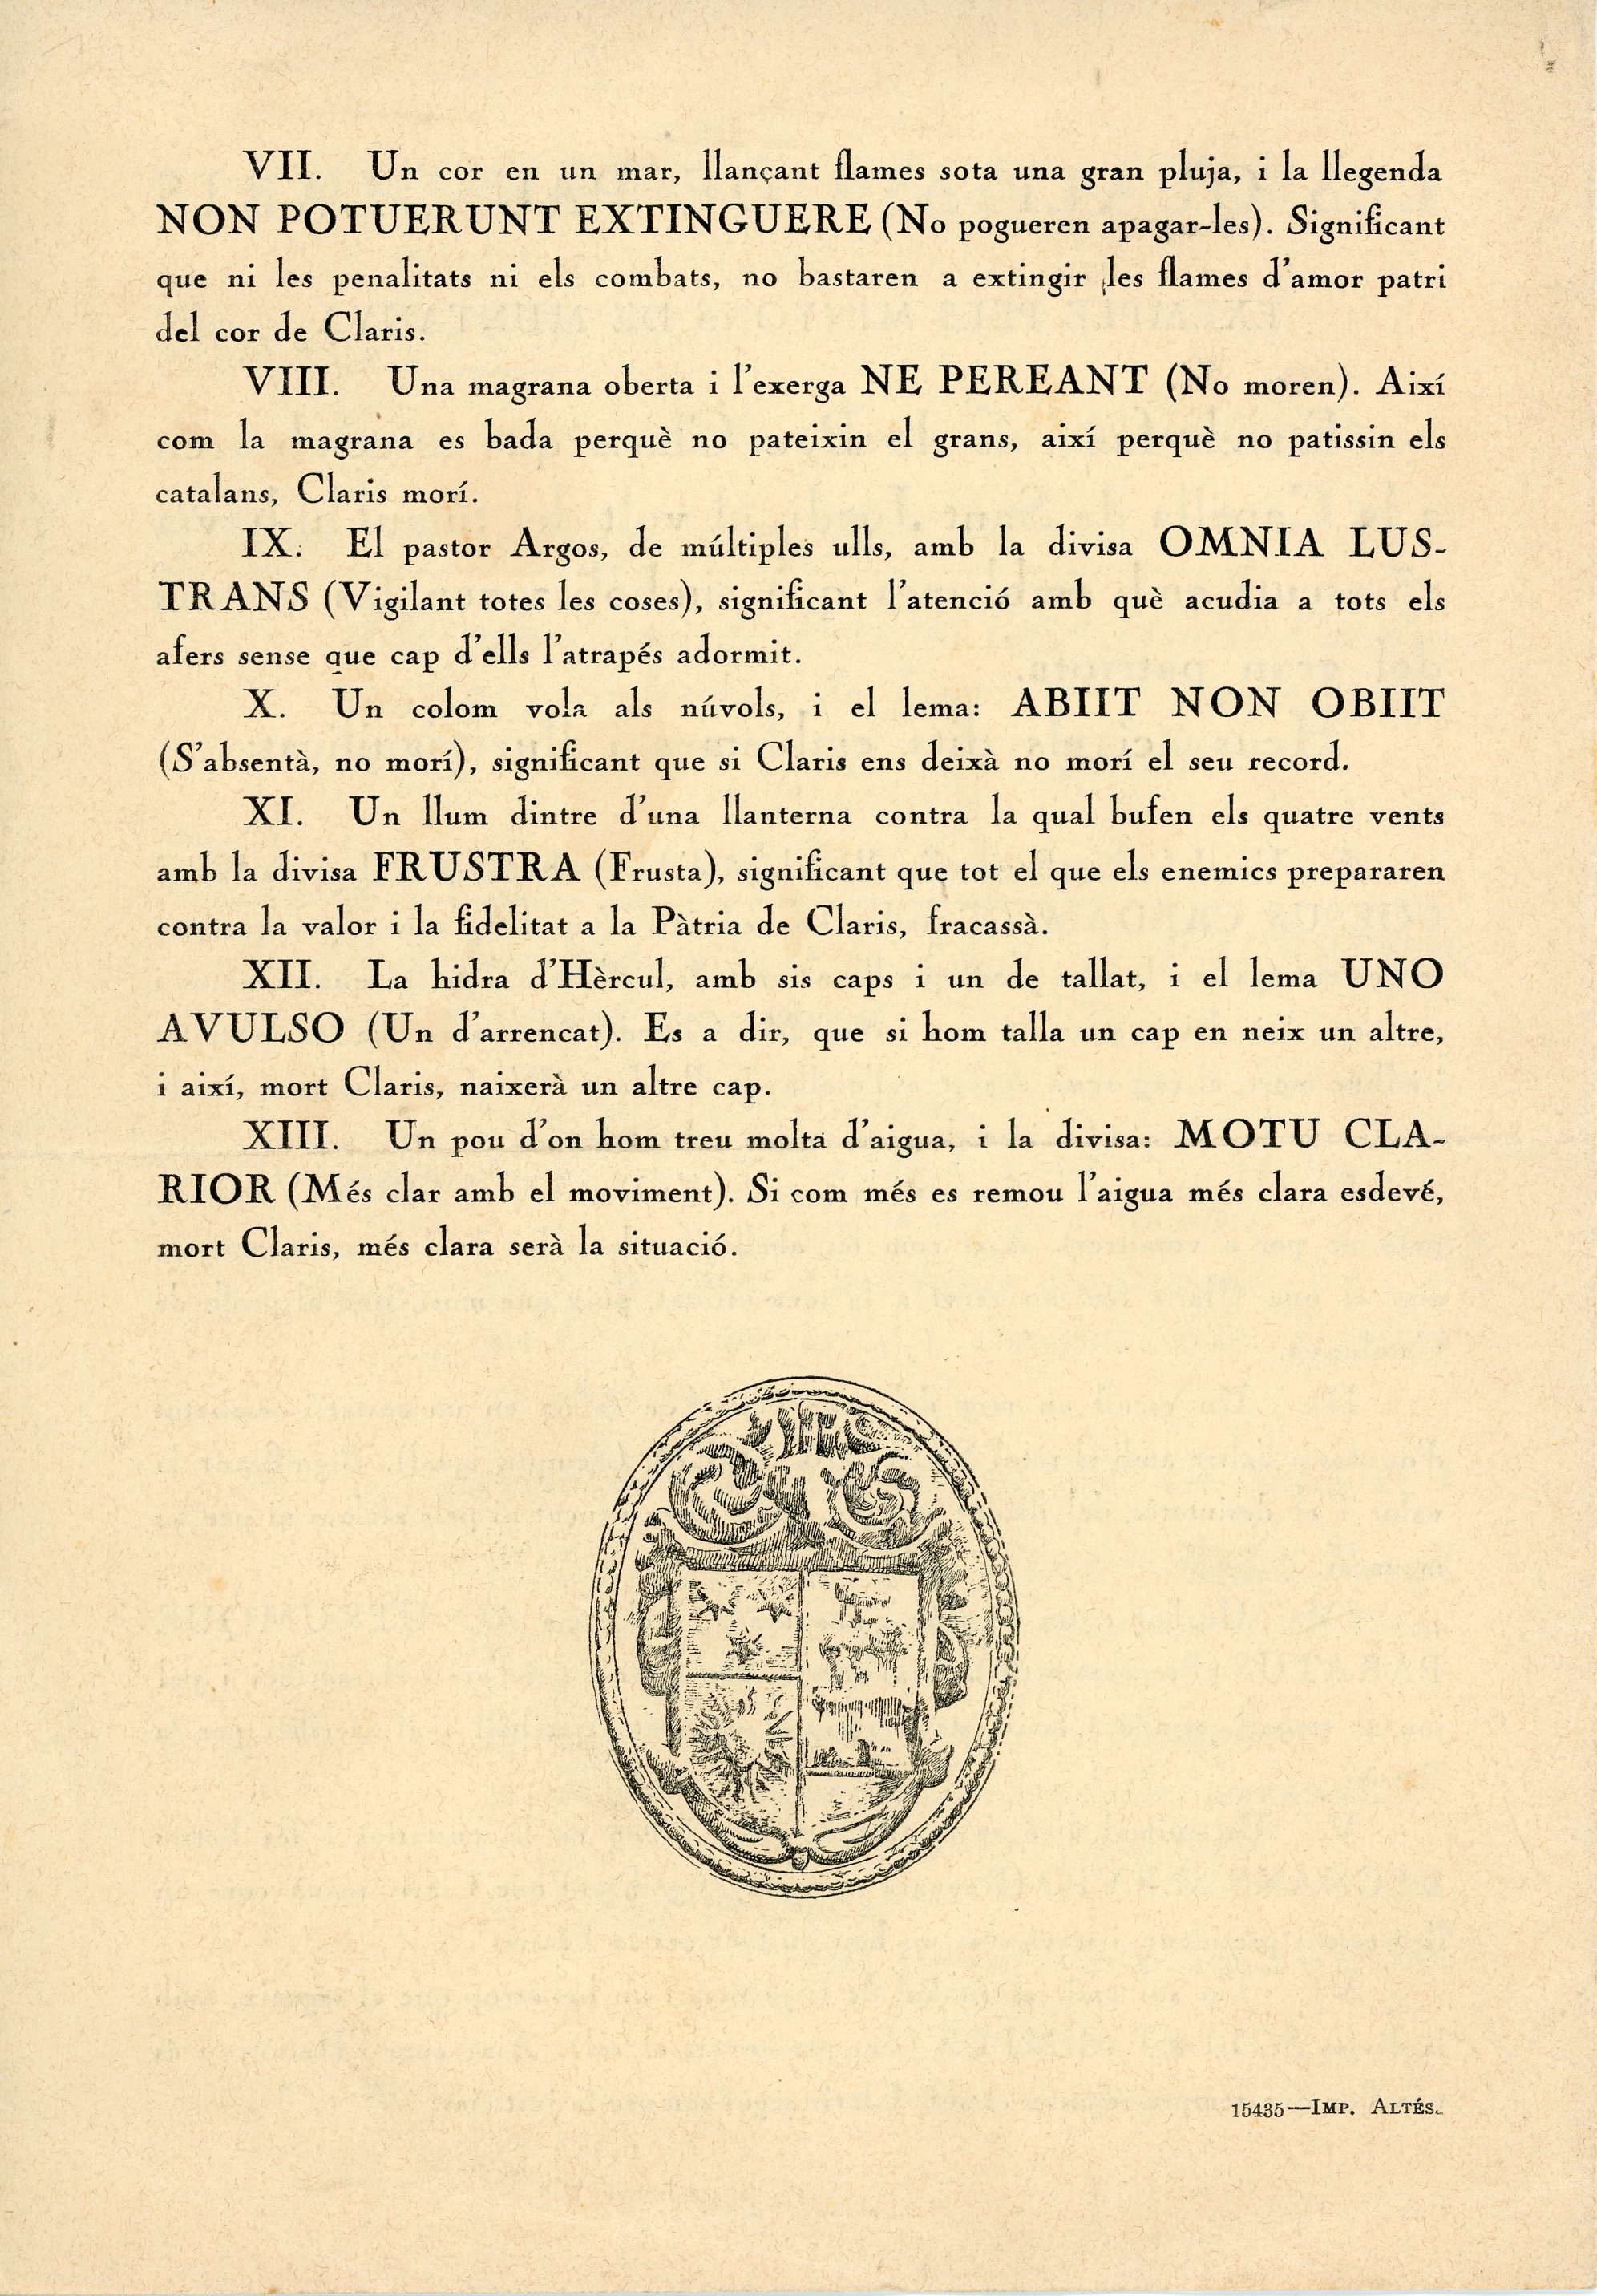 VII. Un cor en un mar, llançant flames sota una gran pluja, i la llegenda
NON POTUERUNT EXTINGUERE (No pogueren apagar-les). Significant
que ni les penalitats ni els combats, no bastaren a extingir les flames d'amor patri
del cor de Claris.
VIII. Una magrana oberta i l'exerga NE PEREANT (No moren). Així
com la magrana es bada perquè no pateixin el grans, així perquè no patissin els
catalans, Claris morí.
IX. El pastor Argos, de múltiples ulls, amb la divisa OMNIA LUS-
TRANS (Vigilant totes les coses), significant l'atenció amb què acudia a tots els
afers sense que cap d'ells l'atrapés adormit.
X. Un colom vola als núvols, i el lema: ABIIT NON OBIIT
(S'absentà, no morí), significant que si Claris ens deixà no morí el seu record.
XI. Un llum dintre d'una llanterna contra la qual bufen els quatre vents
amb la divisa FRUSTRA (Frusta), significant que tot el que els enemics prepararen
contra la valor i la fidelitat a la Pàtria de Claris, fracassà.
XII. La hidra d'Hèrcul, amb sis caps i un de tallat, i el lema UNO
AVULSO (Un d'arrencat). Es a dir, que si hom talla un cap en neix un altre,
i així, mort Claris, naixerà un altre cap.
XIII. Un pou d'on hom treu molta d'aigua, i la divisa: MOTU CLA-
RIOR (Més clar amb el moviment). Si com més es remou l'aigua més clara esdevé,
mort Claris, més clara serà la situació.
15435—IMP. ALTÉS.